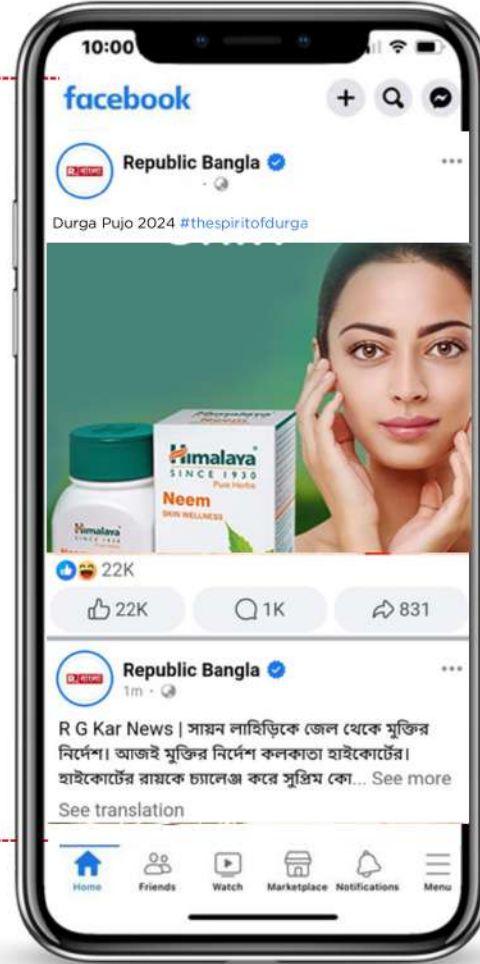 10:00
facebook
Republic Bangla
Durga Pujo 2024 #thespiritofdurga
Himalaya
SINCE 1930
Pure Herbs
Neem
SKIN WELLNESS
Himalaya
SINCE 1930
22K
22K
1K
831
Republic Bangla
1m
R G Kar News | সায়ন লাহিড়িকে জেল থেকে মুক্তির
নির্দেশ। আজই মুক্তির নির্দেশ কলকাতা হাইকোর্টের।
হাইকোর্টের রায়কে চ্যালেঞ্জ করে সুপ্রিম কো... See more
See translation
Home
Friends
Watch
Marketplace
Notifications
Menu